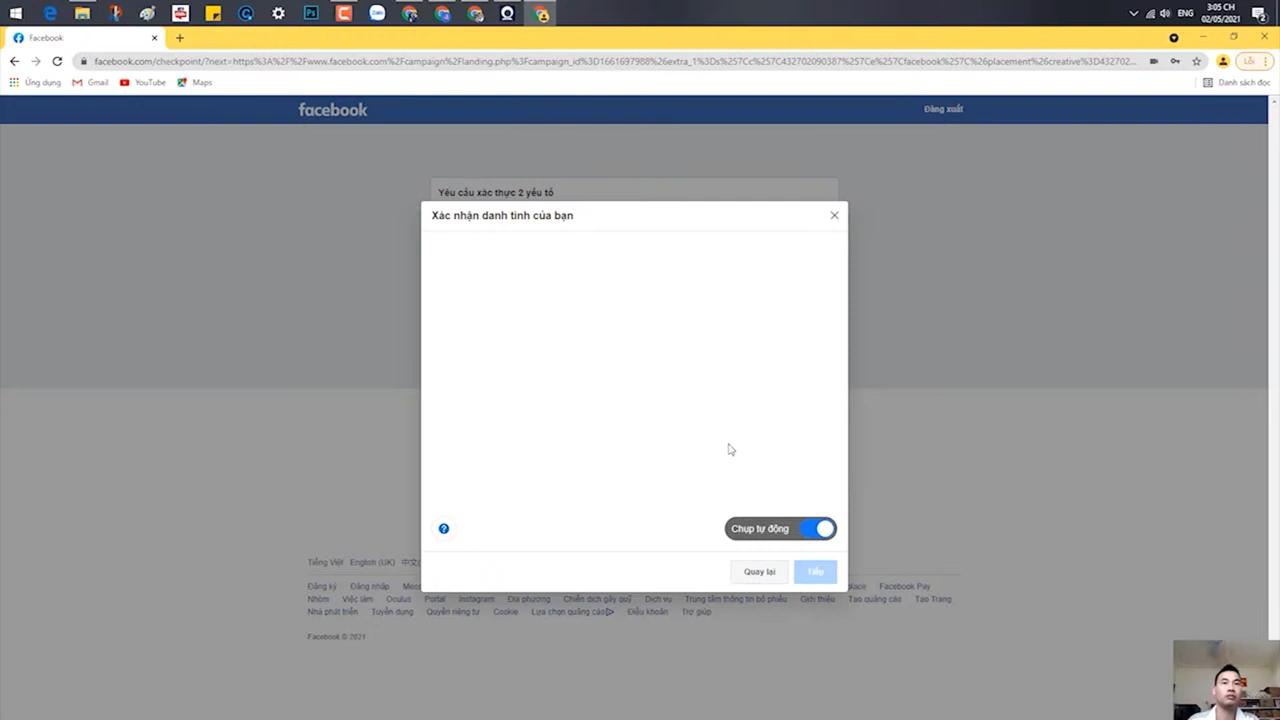 3:05 CH
ENG
02/05/2021
Facebook
facebook.com/checkpoint/?next=https%3A%2F%2Fwww.facebook.com%2Fcampaign%2Flanding.php%3Fcampaign_id%3D1661697988%26extra_1%3Ds%257Cc%257C432702090387%257Ce%257Cfacebook%257C%26placement%26creative%3D432702...
Lỗi
Ứng dụng
Gmail
YouTube
Maps
Danh sách đọc
facebook
Đăng xuất
Yêu cầu xác thực 2 yếu tố
Xác nhận danh tính của bạn
Chụp tự động
Quay lại
Tiếp
Tiếng Việt English (UK) 中文(
Đăng ký Đăng nhập Mess
place Facebook Pay
Nhóm Việc làm Oculus Portal Instagram Địa phương Chiến dịch gây quỹ Dịch vụ Trung tâm thông tin bỏ phiếu Giới thiệu Tạo quảng cáo Tạo Trang
Nhà phát triển Tuyển dụng Quyền riêng tư Cookie Lựa chọn quảng cáo Điều khoản Trợ giúp
Facebook © 2021